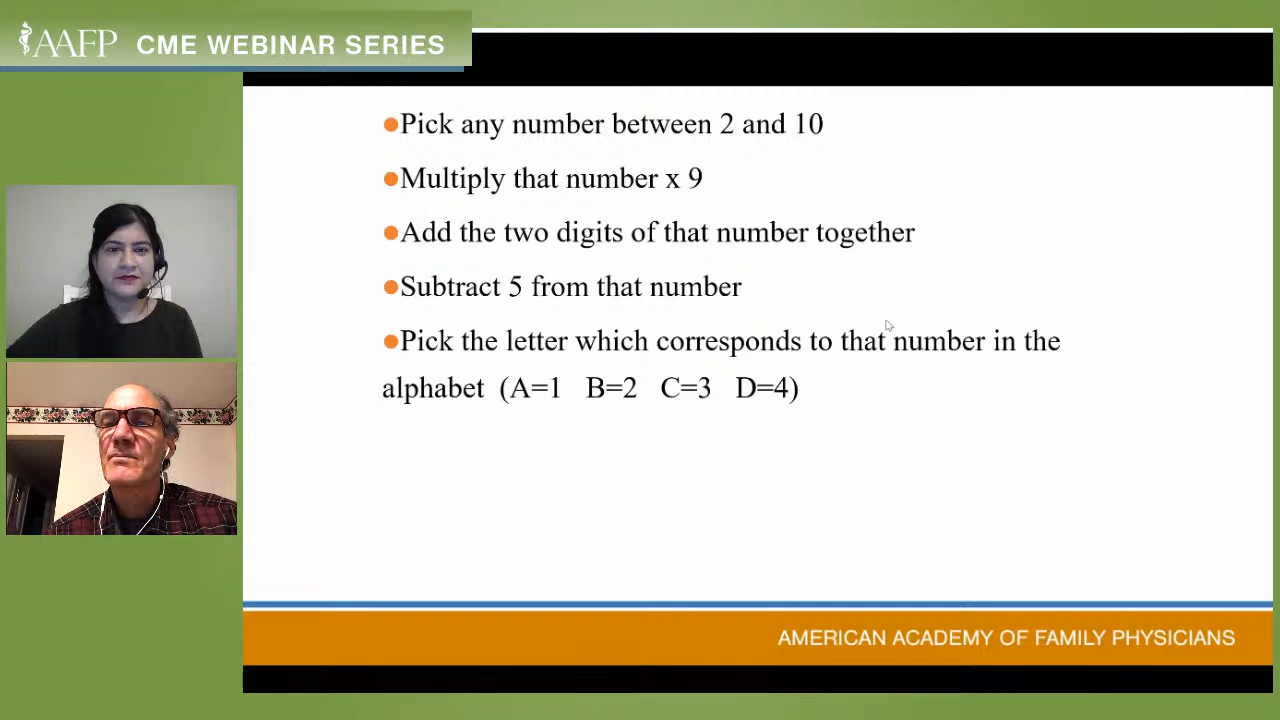 AAFP CME WEBINAR SERIES
●Pick any number between 2 and 10
●Multiply that number x 9
●Add the two digits of that number together
●Subtract 5 from that number
●Pick the letter which corresponds to that number in the
alphabet (A=1 B=2 C=3 D=4)
AMERICAN ACADEMY OF FAMILY PHYSICIANS